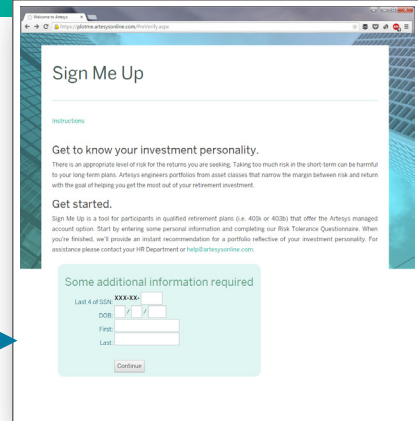 Welcome to Artesys
https://plotme.artesysonline.com/PreVerify.aspx
Sign Me Up
Instructions
Get to know your investment personality.
There is an appropriate level of risk for the returns you are seeking. Taking too much risk in the short-term can be harmful
to your long-term plans. Artesys engineers portfolios from asset classes that narrow the margin between risk and return
with the goal of helping you get the most out of your retirement investment.
Get started.
Sign Me Up is a tool for participants in qualified retirement plans (i.e. 401k or 403b) that offer the Artesys managed
account option. Start by entering some personal information and completing our Risk Tolerance Questionnaire. When
you're finished, we'll provide an instant recommendation for a portfolio reflective of your investment personality. For
assistance please contact your HR Department or help@artesysonline.com.
Some additional information required
Last 4 of SSN: XXX-XX-
DOB: / /
First:
Last:
Continue